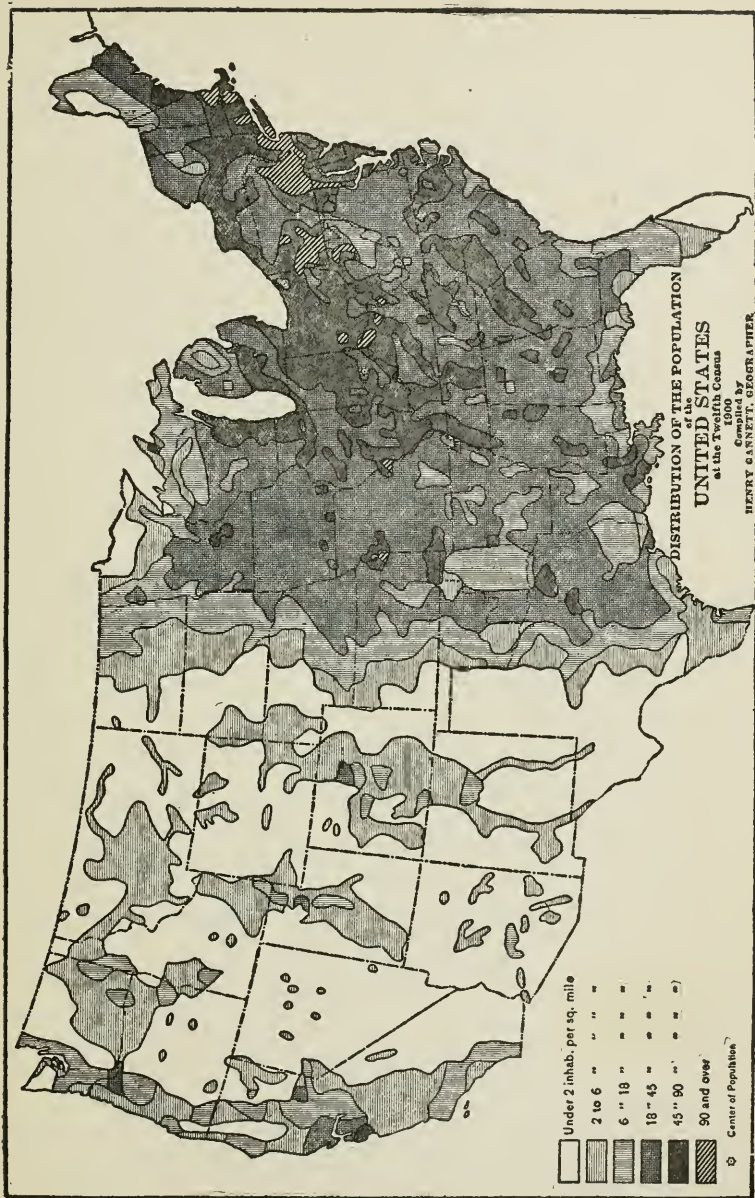 DISTRIBUTION OF THE POPULATION
of the
UNITED STATES
at the Twelfth Census
1900
Compiled by
HENRY GANNETT, GEOGRAPHER
Under 2 inhab. per sq. mile
2 to 6 " " " "
6 " 18 " " " "
18 " 45 " " " "
45 " 90 " " " "
90 and over
Center of Population